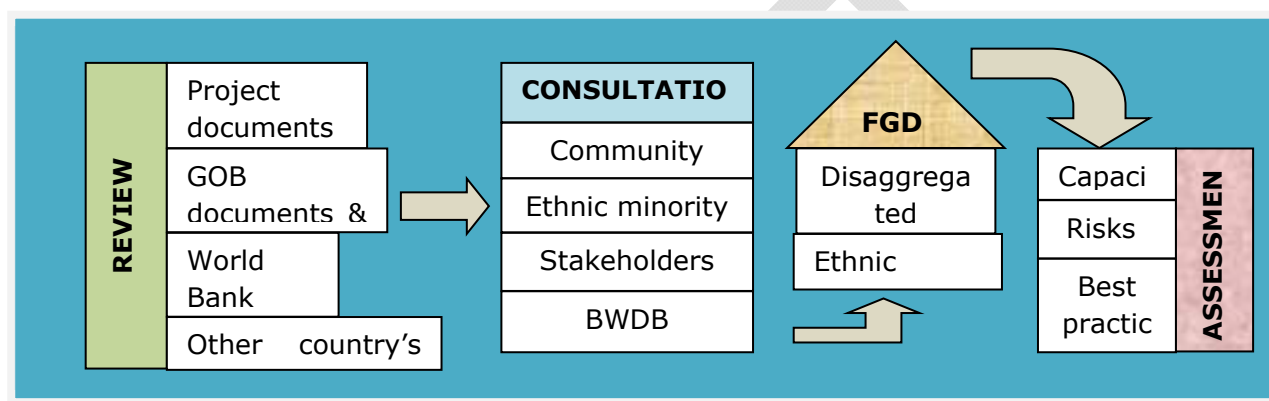 REVIEW
Project
documents
GOB
documents &
World
Bank
Other country’s
CONSULTATIO
Community
Ethnic minority
Stakeholders
BWDB
FGD
Disaggrega
ted
Ethnic
Capaci
Risks
Best
practic
ASSESSMEN